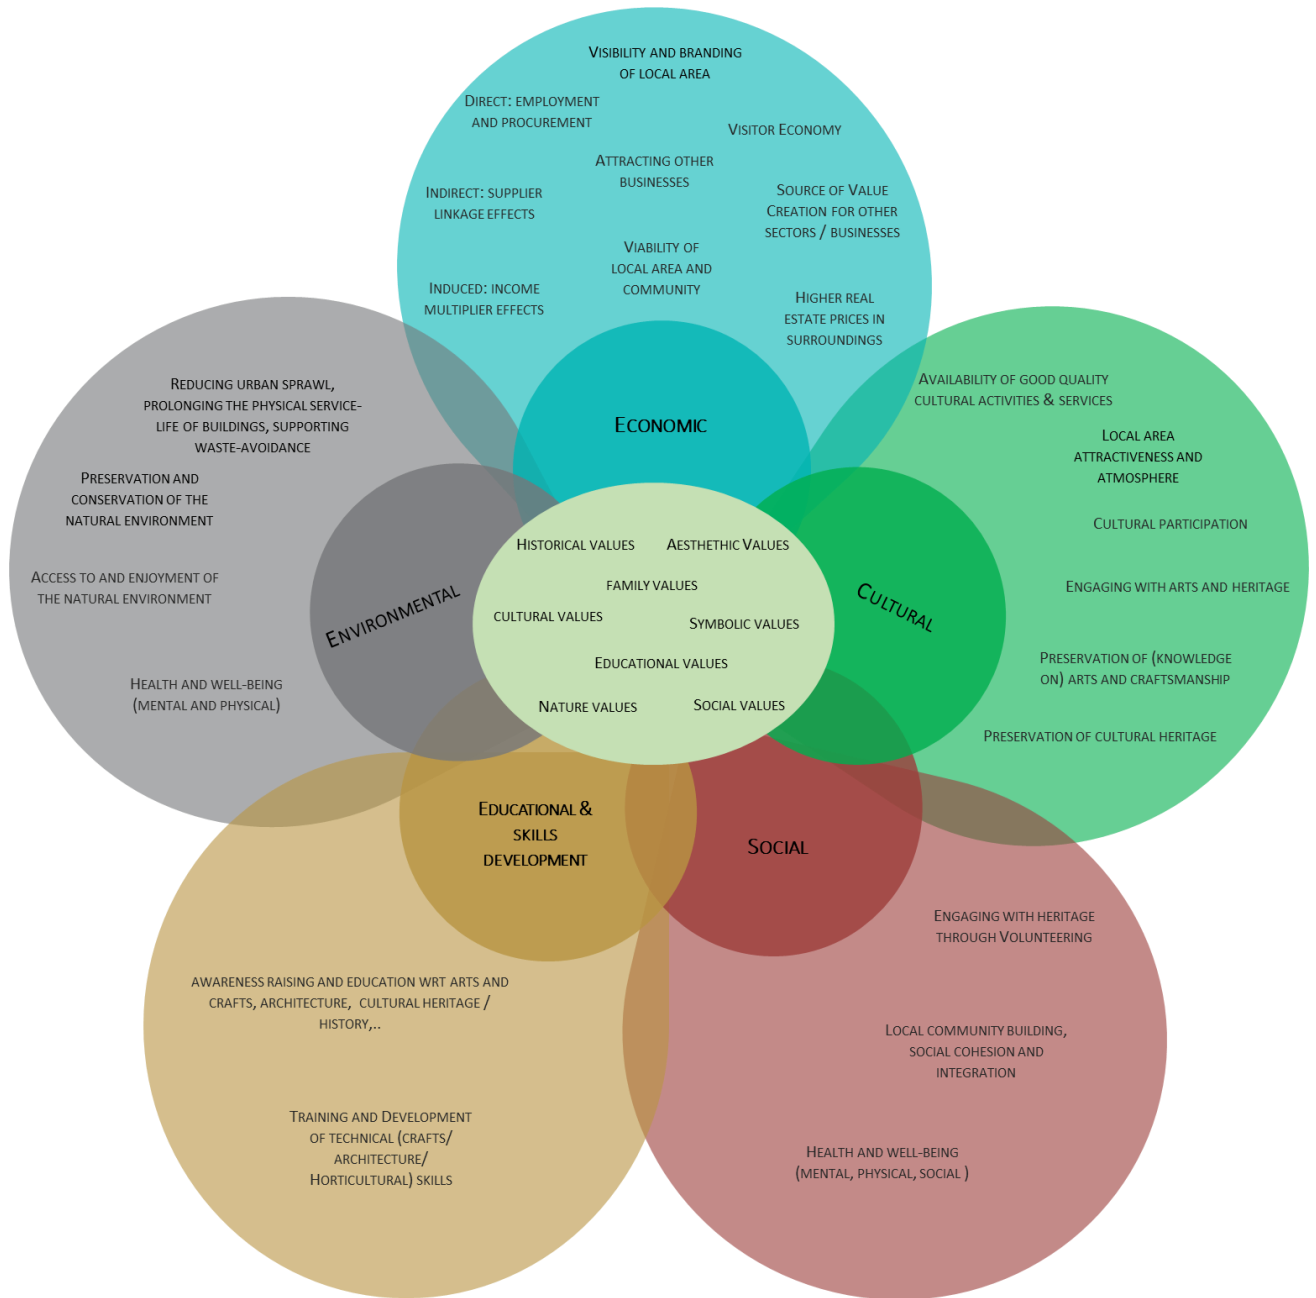 VISIBILITY AND BRANDING
OF LOCAL AREA
DIRECT: EMPLOYMENT
AND PROCUREMENT
VISITOR ECONOMY
ATTRACTING OTHER
BUSINESSES
INDIRECT: SUPPLIER
LINKAGE EFFECTS
SOURCE OF VALUE
CREATION FOR OTHER
SECTORS / BUSINESSES
VIABILITY OF
LOCAL AREA AND
COMMUNITY
INDUCED: INCOME
MULTIPLIER EFFECTS
HIGHER REAL
ESTATE PRICES IN
SURROUNDINGS
ECONOMIC
REDUCING URBAN SPRAWL,
PROLONGING THE PHYSICAL SERVICE-
LIFE OF BUILDINGS, SUPPORTING
WASTE-AVOIDANCE
PRESERVATION AND
CONSERVATION OF THE
NATURAL ENVIRONMENT
ACCESS TO AND ENJOYMENT OF
THE NATURAL ENVIRONMENT
HEALTH AND WELL-BEING
(MENTAL AND PHYSICAL)
ENVIRONMENTAL
HISTORICAL VALUES
AESTHETHIC VALUES
FAMILY VALUES
CULTURAL VALUES
SYMBOLIC VALUES
EDUCATIONAL VALUES
NATURE VALUES
SOCIAL VALUES
CULTURAL
AVAILABILITY OF GOOD QUALITY
CULTURAL ACTIVITIES & SERVICES
LOCAL AREA
ATTRACTIVENESS AND
ATMOSPHERE
CULTURAL PARTICIPATION
ENGAGING WITH ARTS AND HERITAGE
PRESERVATION OF (KNOWLEDGE
ON) ARTS AND CRAFTSMANSHIP
PRESERVATION OF CULTURAL HERITAGE
EDUCATIONAL &
SKILLS
DEVELOPMENT
AWARENESS RAISING AND EDUCATION WRT ARTS AND
CRAFTS, ARCHITECTURE, CULTURAL HERITAGE /
HISTORY,..
TRAINING AND DEVELOPMENT
OF TECHNICAL (CRAFTS/
ARCHITECTURE/
HORTICULTURAL) SKILLS
SOCIAL
ENGAGING WITH HERITAGE
THROUGH VOLUNTEERING
LOCAL COMMUNITY BUILDING,
SOCIAL COHESION AND
INTEGRATION
HEALTH AND WELL-BEING
(MENTAL, PHYSICAL, SOCIAL )